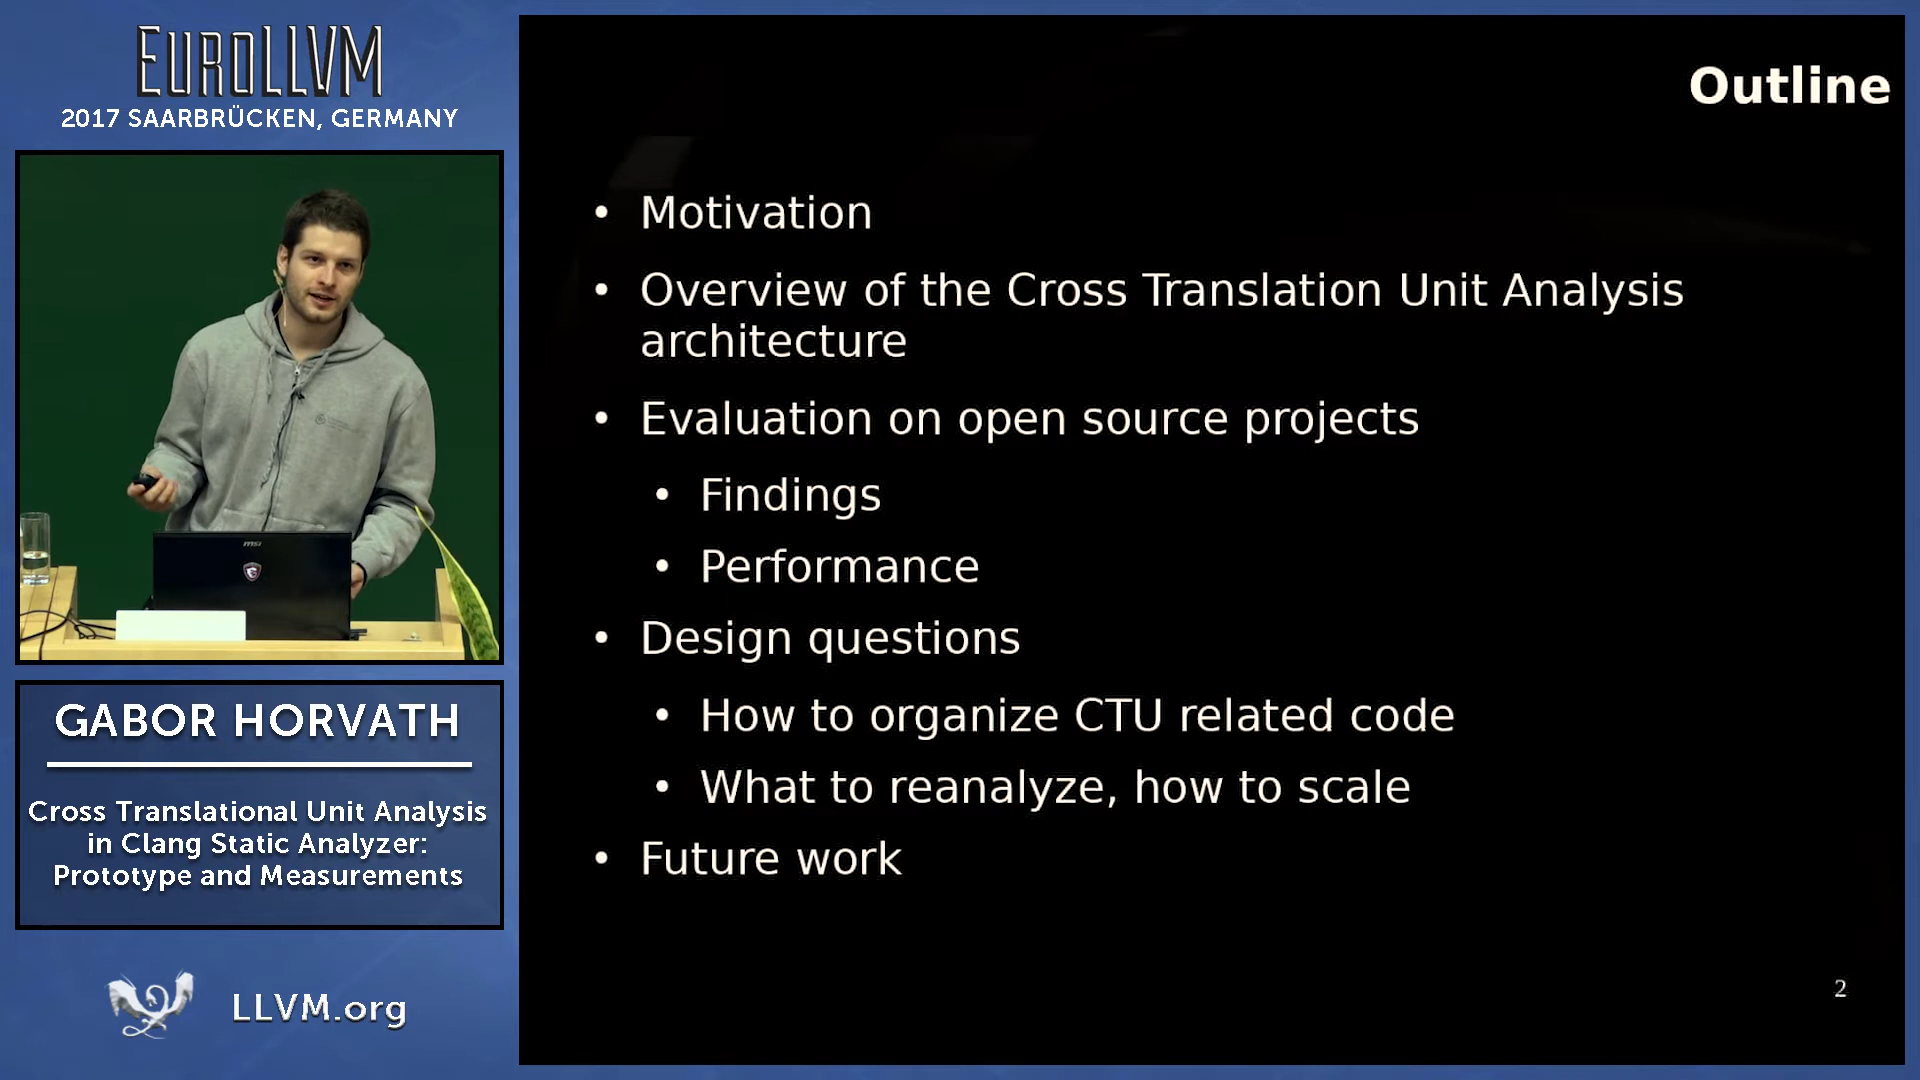 EUROLLVM
2017 SAARBRÜCKEN, GERMANY
msi
GABOR HORVATH
Cross Translational Unit Analysis
in Clang Static Analyzer:
Prototype and Measurements
LLVM.org
Outline
• Motivation
• Overview of the Cross Translation Unit Analysis
architecture
• Evaluation on open source projects
• Findings
• Performance
• Design questions
• How to organize CTU related code
• What to reanalyze, how to scale
• Future work
2